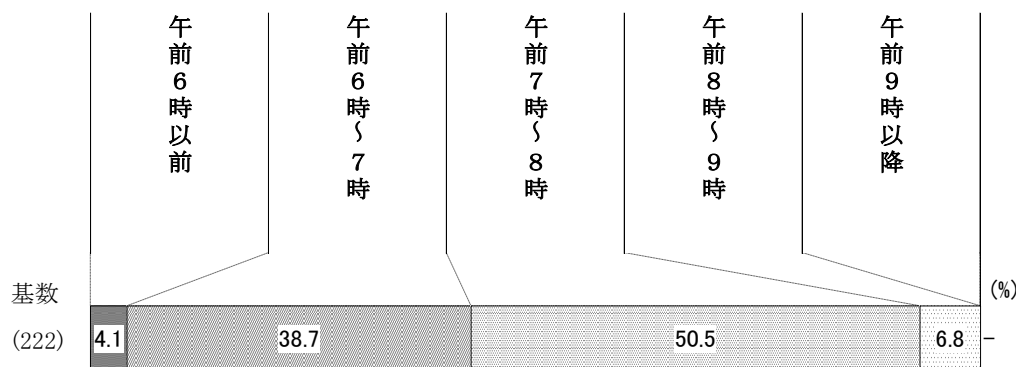 午前6時以前
午前6時~7時
午前7時~8時
午前8時~9時
午前9時以降
基数
(%)
(222)
4.1
38.7
50.5
6.8
-